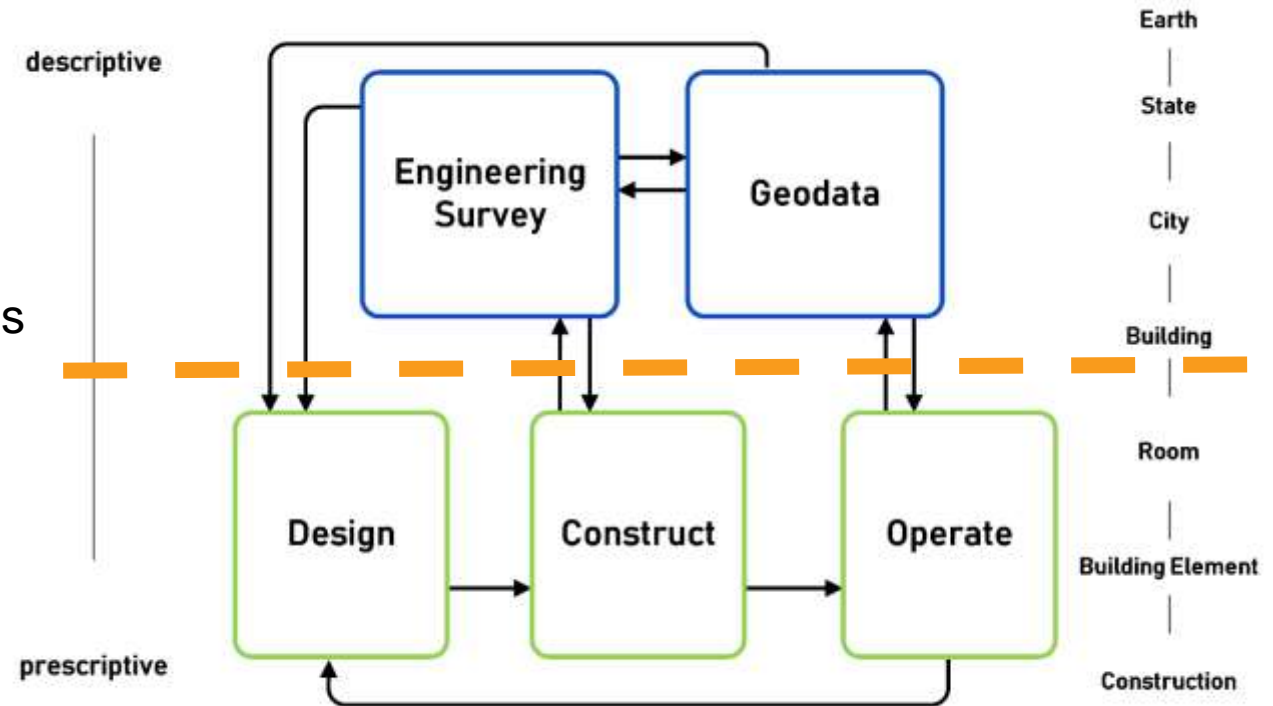 Earth
descriptive
State
Engineering
Survey
Geodata
City
s
Building
Room
Design
Construct
Operate
Building Element
prescriptive
Construction